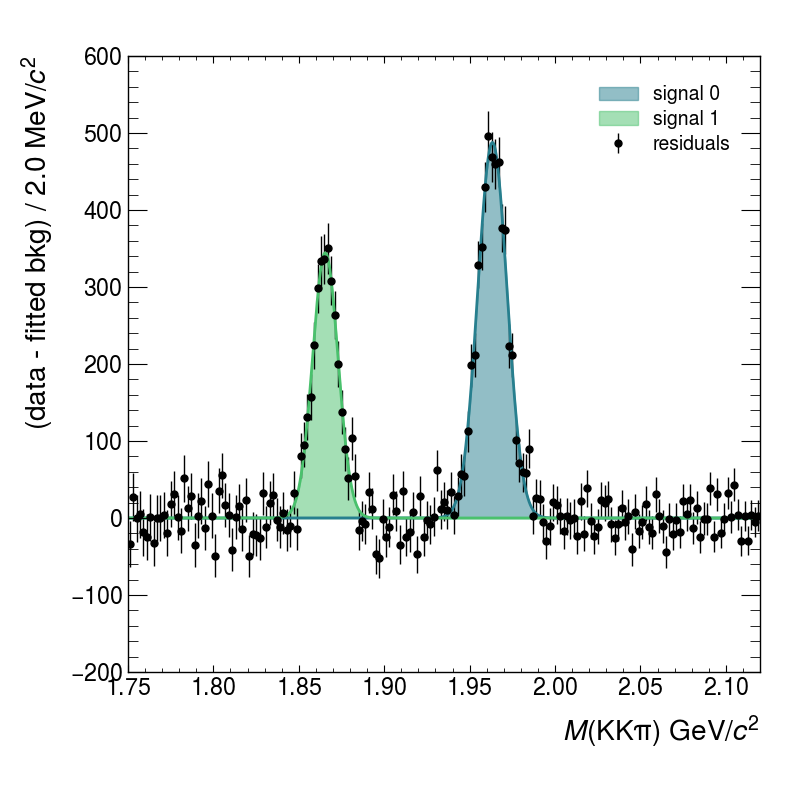 (data - fitted bkg) / 2.0 MeV/c²
600
500
400
300
200
100
0
−100
−200
signal 0
signal 1
residuals
1.75 1.80 1.85 1.90 1.95 2.00 2.05 2.10
M(KKπ) GeV/c²